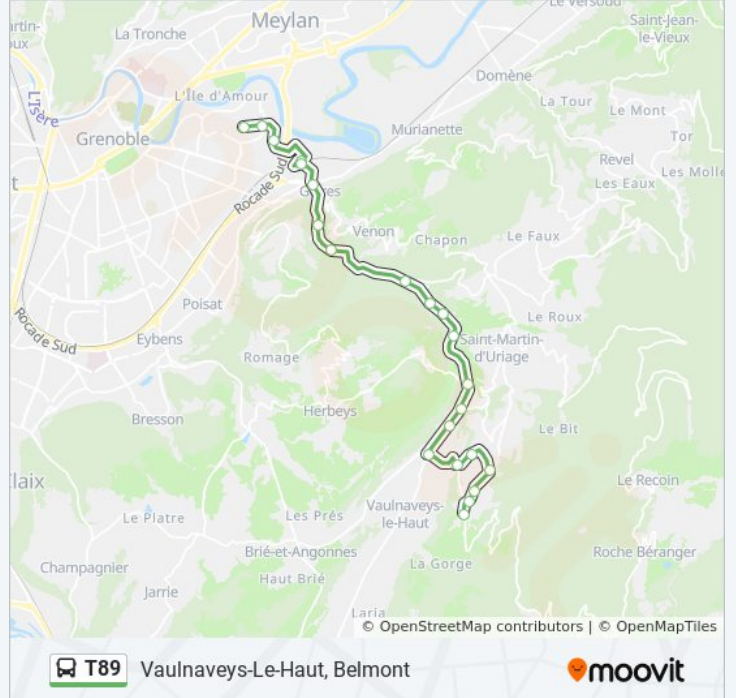 Le Versoud
Meylan
Saint-Jean-
le-Vieux
La Tronche
L'Île d'Amour
Domène
L'Isère
La Tour
Le Mont
Grenoble
Murianette
Tor
Revel
Les Molle
Les Eaux
Rocade Sud
Venon
Chapon
Le Faux
Poisat
Rocade Sud
Le Roux
Eybens
Saint-Martin-
d'Uriage
Romage
Herbeys
Bresson
Le Bit
Claix
Le Recoin
Vaulnaveys-
le-Haut
Le Platre
Les Prés
Brié-et-Angonnes
Roche Béranger
Champagnier
Haut Brié
La Gorge
Jarrie
Laria
© OpenStreetMap contributors | © OpenMapTiles
T89 Vaulnaveys-Le-Haut, Belmont
moovit